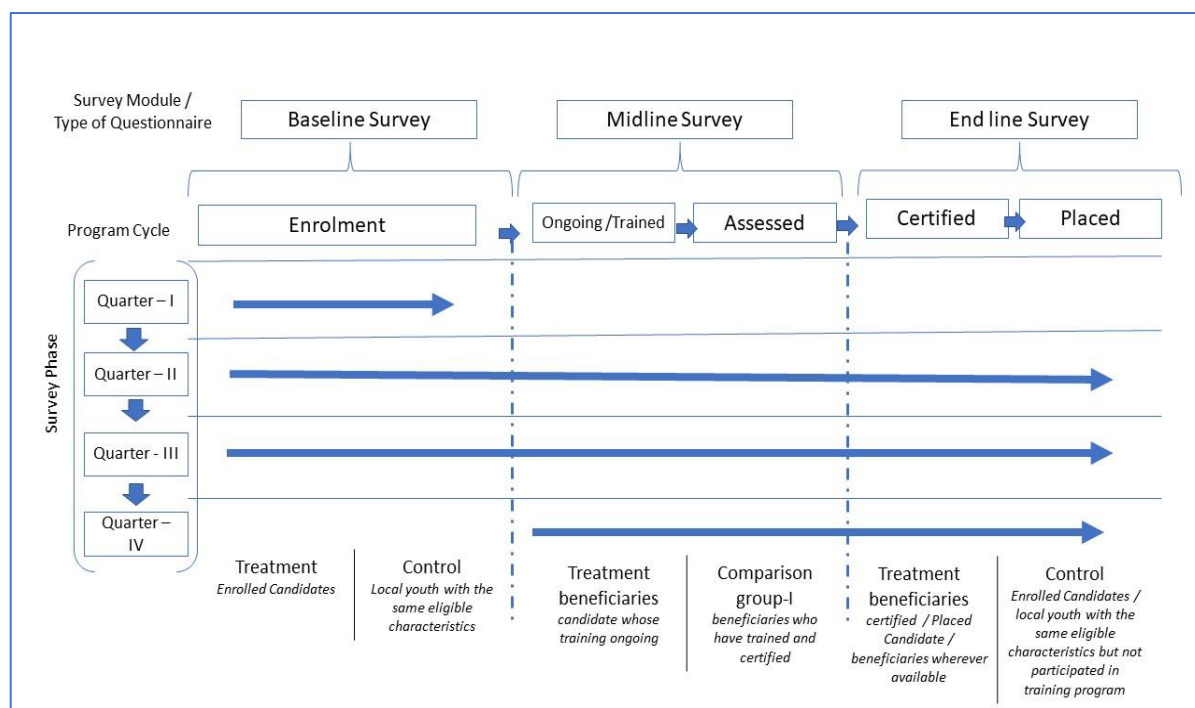 Survey Module /
Type of Questionnaire
Baseline Survey
Midline Survey
End line Survey
Program Cycle
Enrolment
Ongoing /Trained
Assessed
Certified
Placed
Survey Phase
Quarter – I
Quarter – II
Quarter - III
Quarter –
IV
Treatment
Enrolled Candidates
Control
Local youth with the
same eligible
characteristics
Treatment
beneficiaries
candidate whose
training ongoing
Comparison
group-I
beneficiaries who
have trained and
certified
Treatment
beneficiaries
certified / Placed
Candidate /
beneficiaries wherever
available
Control
Enrolled Candidates /
local youth with the
same eligible
characteristics but not
participated in
training program